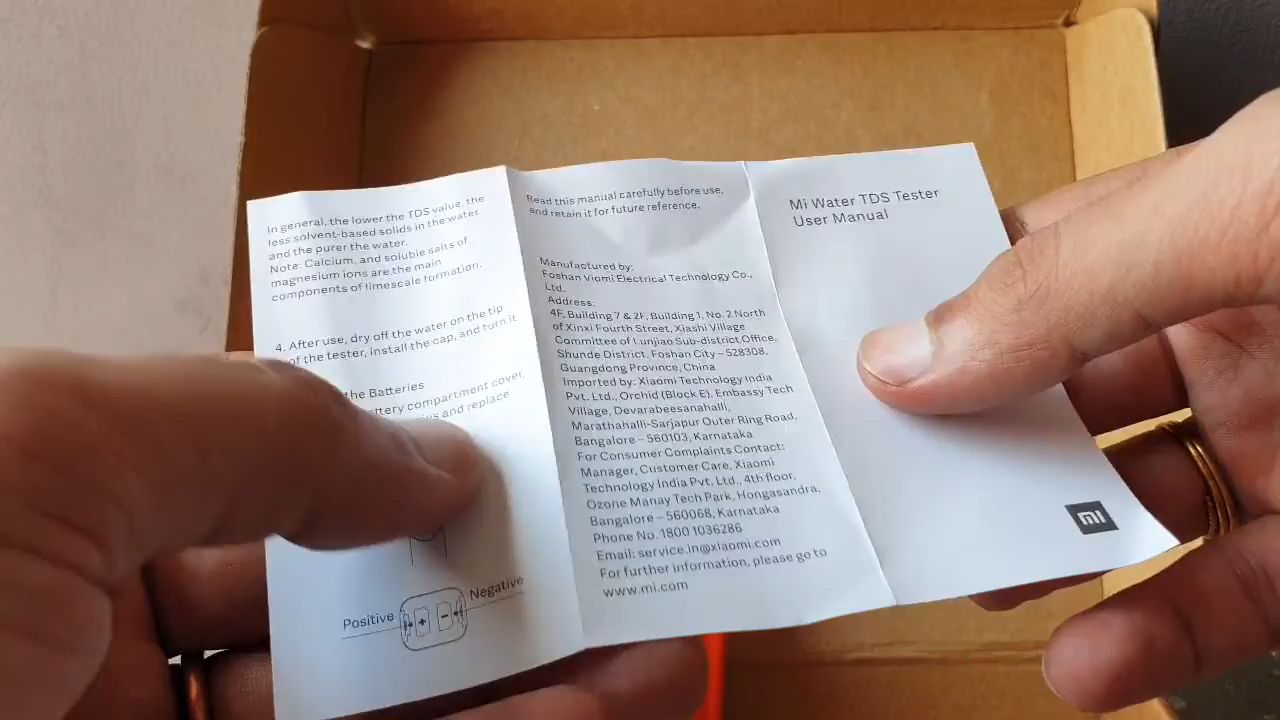 In general, the lower the TDS value, the
less solvent-based solids in the water
and the purer the water.
Note: Calcium, and soluble salts of
magnesium ions are the main
components of limescale formation.
4. After use, dry off the water on the tip
of the tester, install the cap, and turn it
the Batteries
compartment cover,
and replace
Positive
Negative
+
-
Read this manual carefully before use,
and retain it for future reference.
Manufactured by:
Foshan Viomi Electrical Technology Co.,
Ltd.
Address:
4F, Building 7 & 2F, Building 1, No. 2 North
of Xinxi Fourth Street, Xiashi Village
Committee of Lunjiao Sub-district Office,
Shunde District, Foshan City – 528308,
Guangdong Province, China
Imported by: Xiaomi Technology India
Pvt. Ltd., Orchid (Block E), Embassy Tech
Village, Devarabeesanahalli,
Marathahalli-Sarjapur Outer Ring Road,
Bangalore – 560103, Karnataka
For Consumer Complaints Contact:
Manager, Customer Care, Xiaomi
Technology India Pvt. Ltd., 4th floor,
Ozone Manay Tech Park, Hongasandra,
Bangalore – 560068, Karnataka
Phone No. 1800 1036286
Email: service.in@xiaomi.com
For further information, please go to
www.mi.com
Mi Water TDS Tester
User Manual
mi